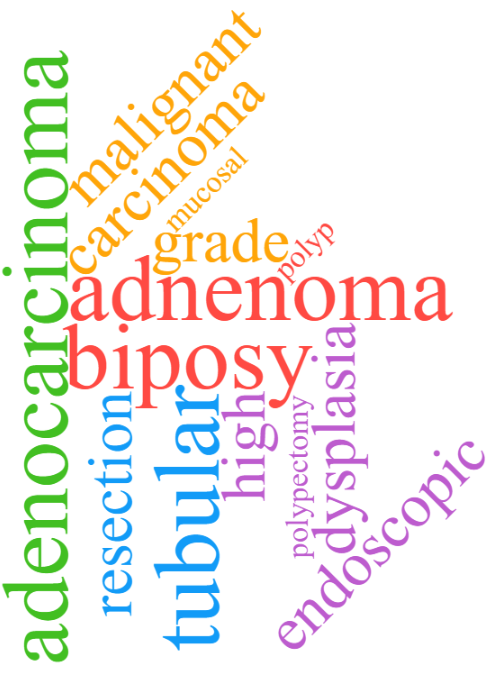 malignant
carcinoma
mucosal
adenocarcinoma
grade
polyp
adnenoma
biposy
resection
tubular
high
polypectomy
dysplasia
endoscopic